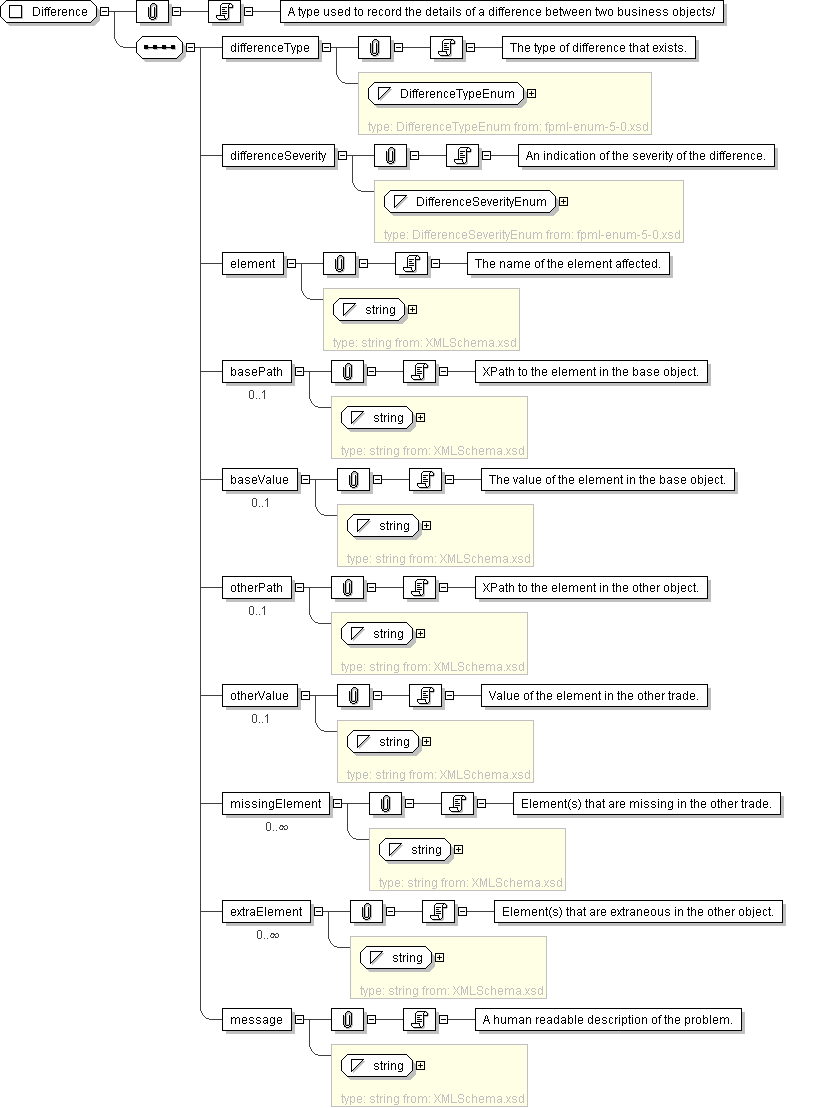 Difference
A type used to record the details of a difference between two business objects/
differenceType
The type of difference that exists.
DifferenceTypeEnum
type: DifferenceTypeEnum from: fpml-enum-5-0.xsd
differenceSeverity
An indication of the severity of the difference.
DifferenceSeverityEnum
type: DifferenceSeverityEnum from: fpml-enum-5-0.xsd
element
The name of the element affected.
string
type: string from: XMLSchema.xsd
basePath
XPath to the element in the base object.
0..1
string
type: string from: XMLSchema.xsd
baseValue
The value of the element in the base object.
0..1
string
type: string from: XMLSchema.xsd
otherPath
XPath to the element in the other object.
0..1
string
type: string from: XMLSchema.xsd
otherValue
Value of the element in the other trade.
0..1
string
type: string from: XMLSchema.xsd
missingElement
Element(s) that are missing in the other trade.
0..∞
string
type: string from: XMLSchema.xsd
extraElement
Element(s) that are extraneous in the other object.
0..∞
string
type: string from: XMLSchema.xsd
message
A human readable description of the problem.
string
type: string from: XMLSchema.xsd